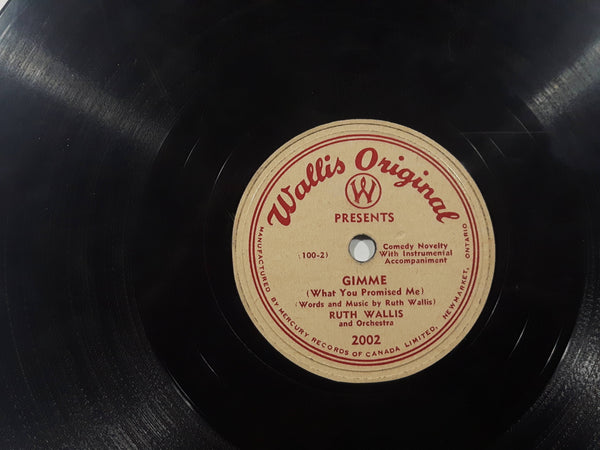 Wallis Original
W
PRESENTS
(100-2)
Comedy Novelty
With Instrumental
Accompaniment
GIMME
(What You Promised Me)
(Words and Music by Ruth Wallis)
RUTH WALLIS
and Orchestra
2002
MANUFACTURED BY MERCURY RECORDS OF CANADA LIMITED, NEWMARKET, ONTARIO